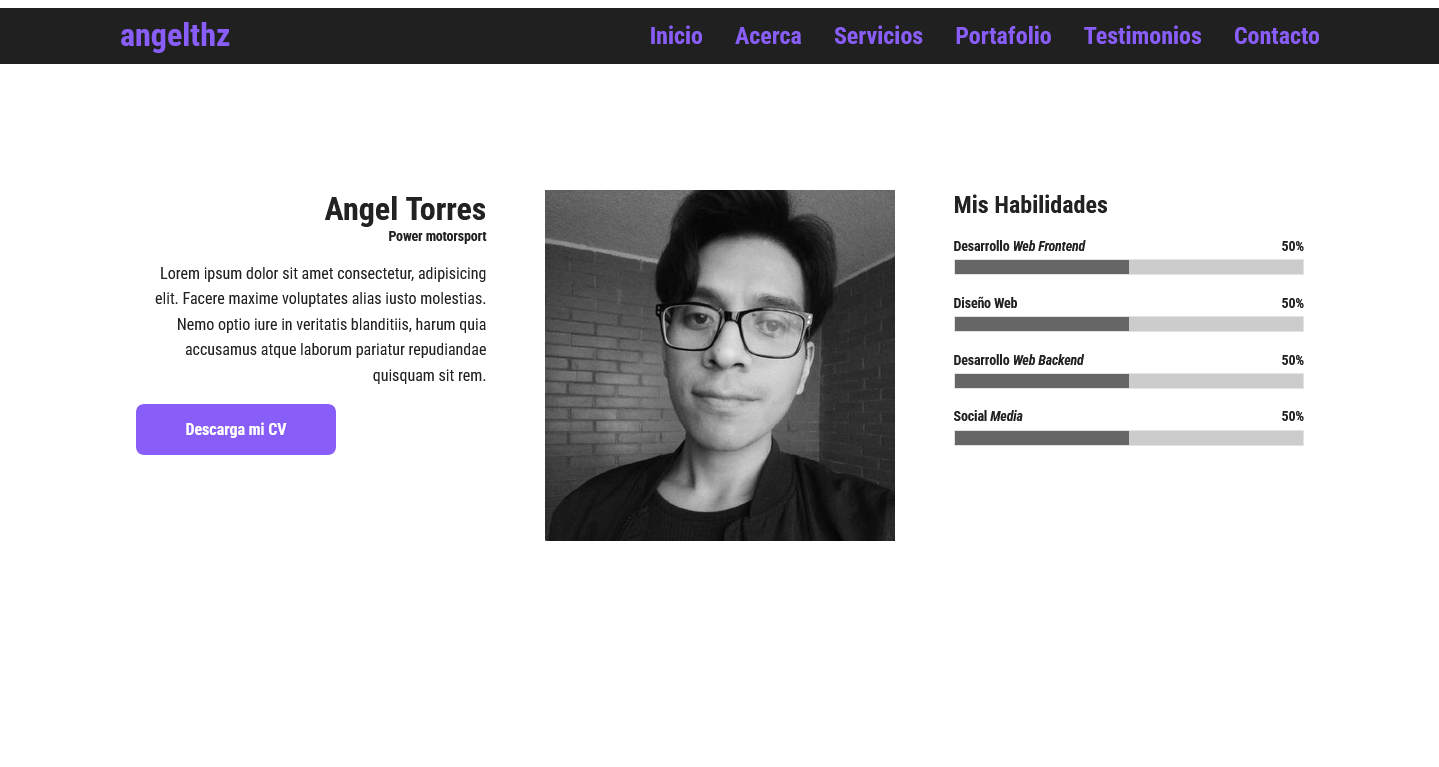 angelthz
Inicio Acerca Servicios Portafolio Testimonios Contacto
Angel Torres
Power motorsport
Lorem ipsum dolor sit amet consectetur, adipisicing
elit. Facere maxime voluptates alias iusto molestias.
Nemo optio iure in veritatis blanditiis, harum quia
accusamus atque laborum pariatur repudiandae
quisquam sit rem.
Descarga mi CV
Mis Habilidades
Desarrollo Web Frontend 50%
Diseño Web 50%
Desarrollo Web Backend 50%
Social Media 50%